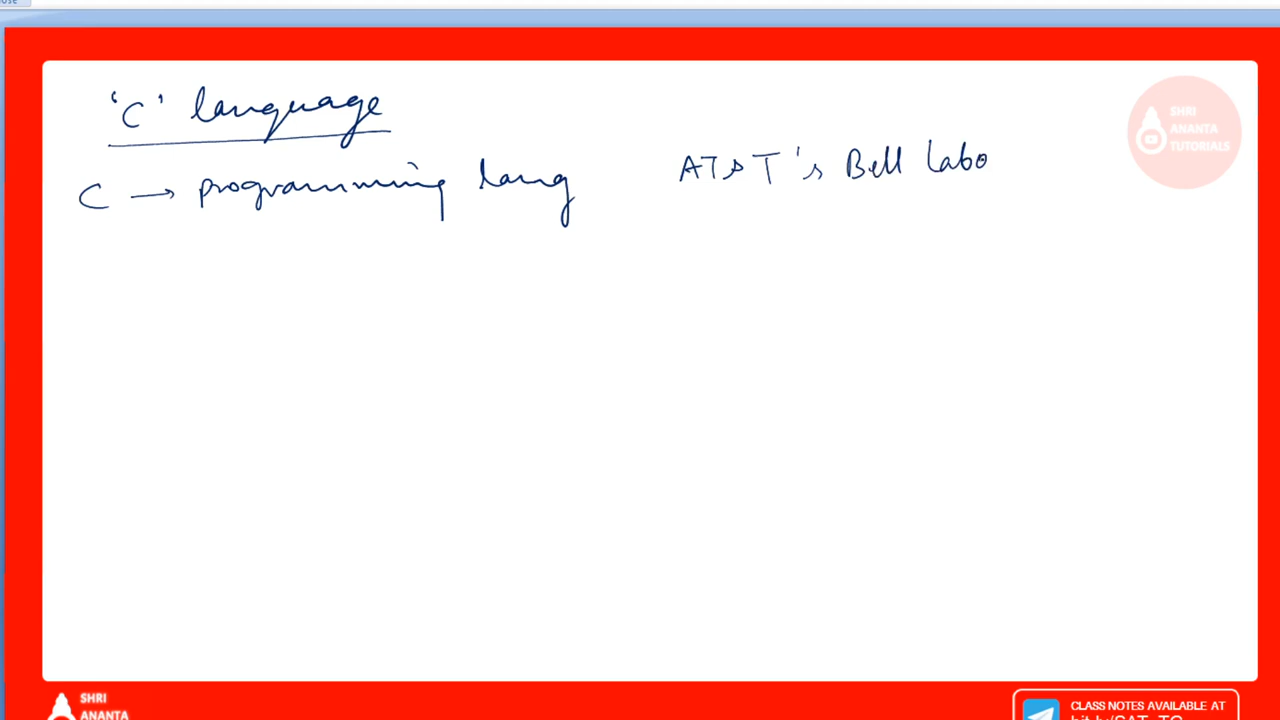 'C' language
C → programming lang
AT&T's Bell Labo
SHRI
ANANTA
TUTORIALS
SHRI
ANANTA
CLASS NOTES AVAILABLE AT